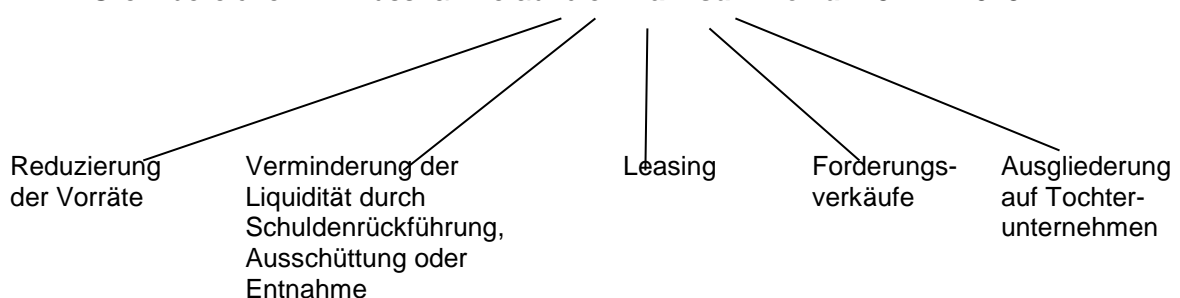 Reduzierung
der Vorräte
Verminderung der
Liquidität durch
Schuldenrückführung,
Ausschüttung oder
Entnahme
Leasing
Forderungs-
verkäufe
Ausgliederung
auf Tochter-
unternehmen